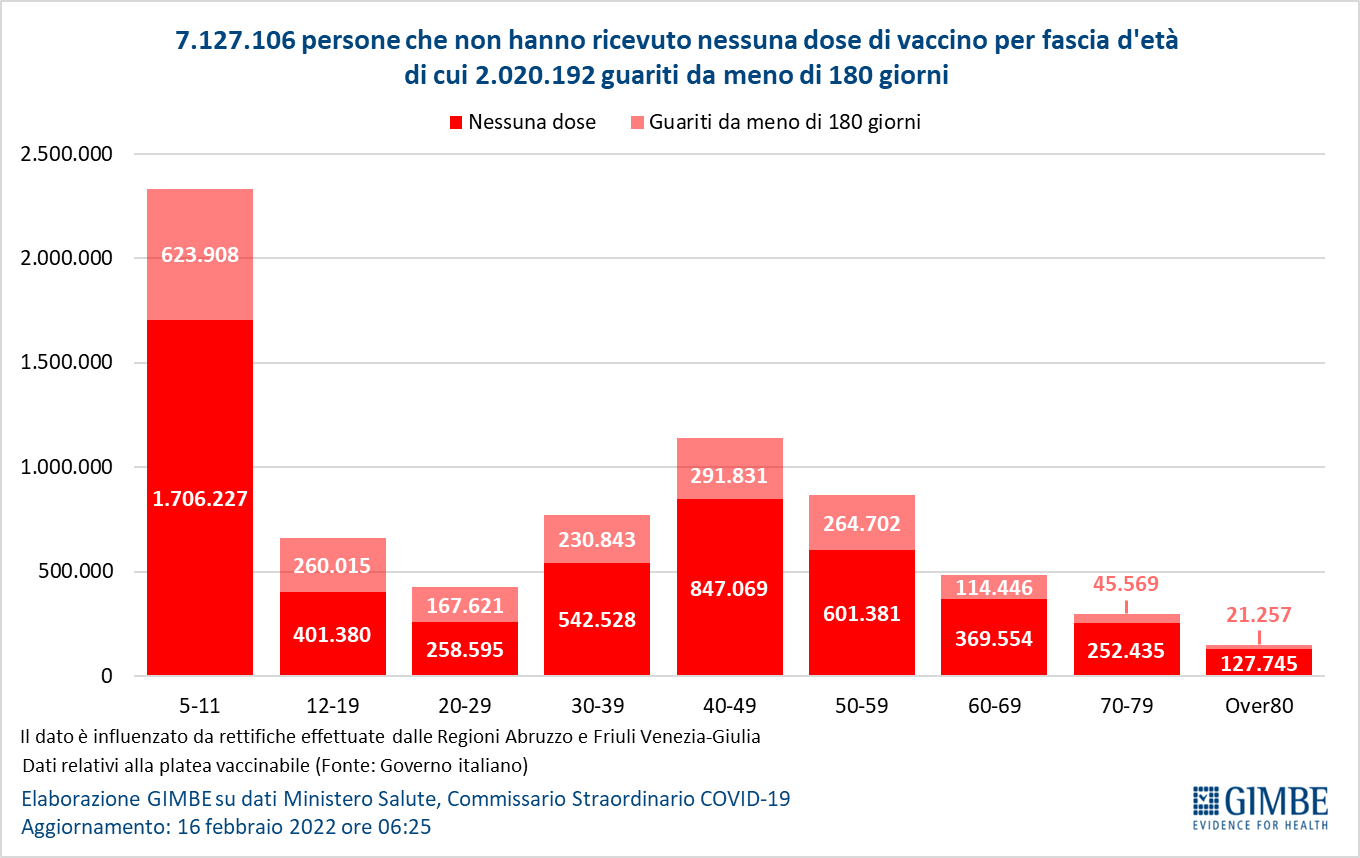 7.127.106 persone che non hanno ricevuto nessuna dose di vaccino per fascia d'età
di cui 2.020.192 guariti da meno di 180 giorni
Nessuna dose
Guariti da meno di 180 giorni
2.500.000
2.000.000
1.500.000
1.000.000
500.000
0
623.908
1.706.227
260.015
401.380
167.621
258.595
230.843
542.528
291.831
847.069
264.702
601.381
114.446
369.554
45.569
252.435
21.257
127.745
5-11
12-19
20-29
30-39
40-49
50-59
60-69
70-79
Over80
Il dato è influenzato da rettifiche effettuate dalle Regioni Abruzzo e Friuli Venezia-Giulia
Dati relativi alla platea vaccinabile (Fonte: Governo italiano)
Elaborazione GIMBE su dati Ministero Salute, Commissario Straordinario COVID-19
Aggiornamento: 16 febbraio 2022 ore 06:25
GIMBE
EVIDENCE FOR HEALTH